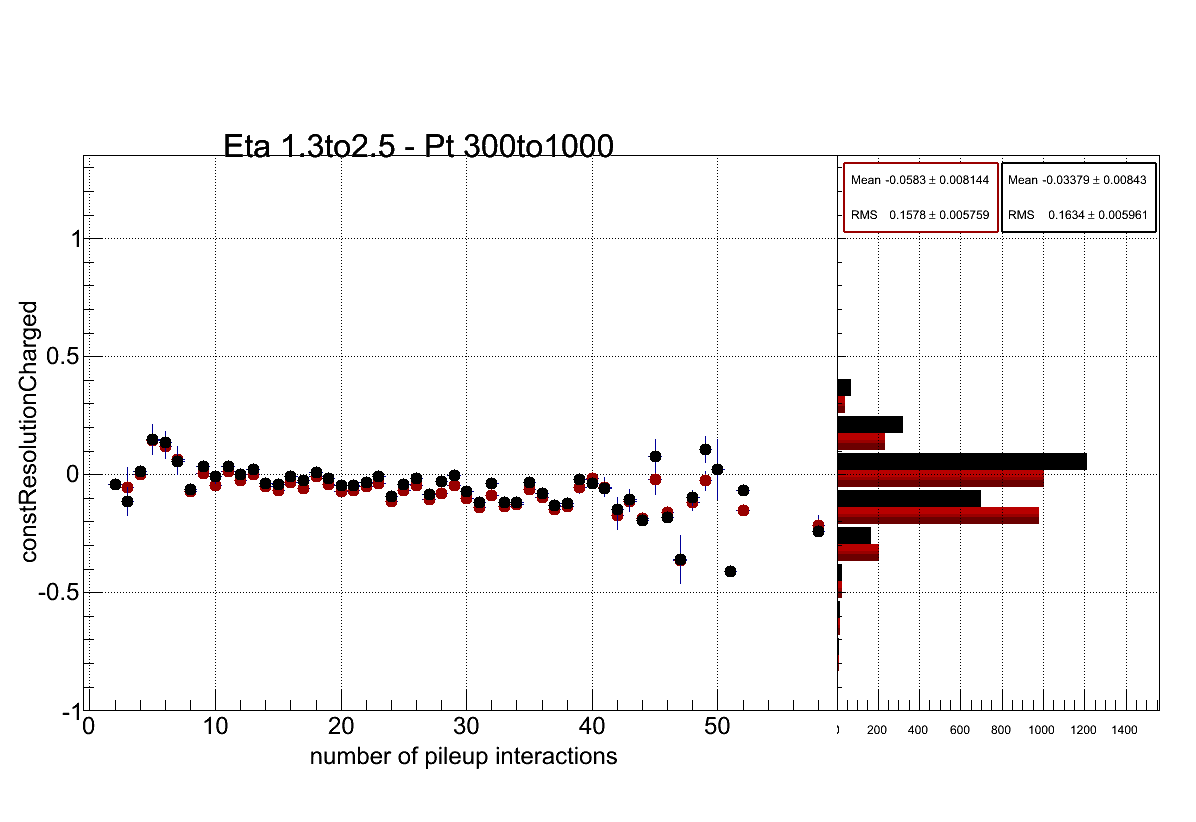 Eta 1.3to2.5 - Pt 300to1000
Mean -0.0583 ± 0.008144
RMS 0.1578 ± 0.005759
Mean -0.03379 ± 0.00843
RMS 0.1634 ± 0.005961
constResolutionCharged
1
0.5
0
-0.5
-1
0 10 20 30 40 50
200 400 600 800 1000 1200 1400
number of pileup interactions